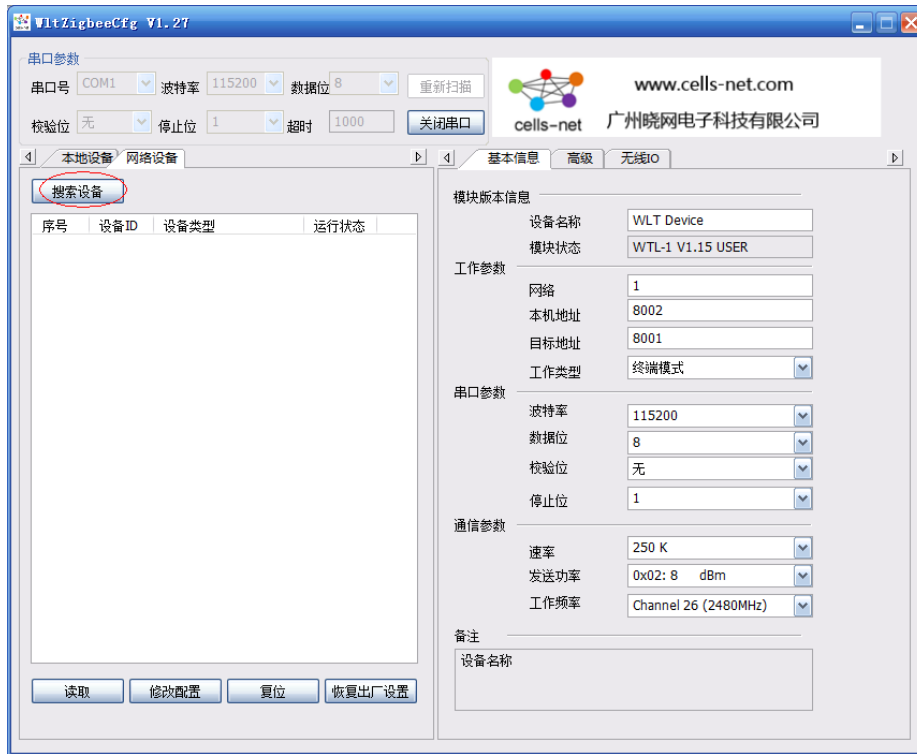 WltZigbeeCfg V1.27
串口参数
串口号 COM1 波特率 115200 数据位 8 重新扫描
校验位 无 停止位 1 超时 1000 关闭串口
cells-net
www.cells-net.com
广州晓网电子科技有限公司
本地设备 网络设备
搜索设备
序号 设备ID 设备类型 运行状态
读取 修改配置 复位 恢复出厂设置
基本信息 高级 无线IO
模块版本信息
设备名称 WLT Device
模块状态 WTL-1 V1.15 USER
工作参数
网络 1
本机地址 8002
目标地址 8001
工作类型 终端模式
串口参数
波特率 115200
数据位 8
校验位 无
停止位 1
通信参数
速率 250 K
发送功率 0x02: 8 dBm
工作频率 Channel 26 (2480MHz)
备注
设备名称